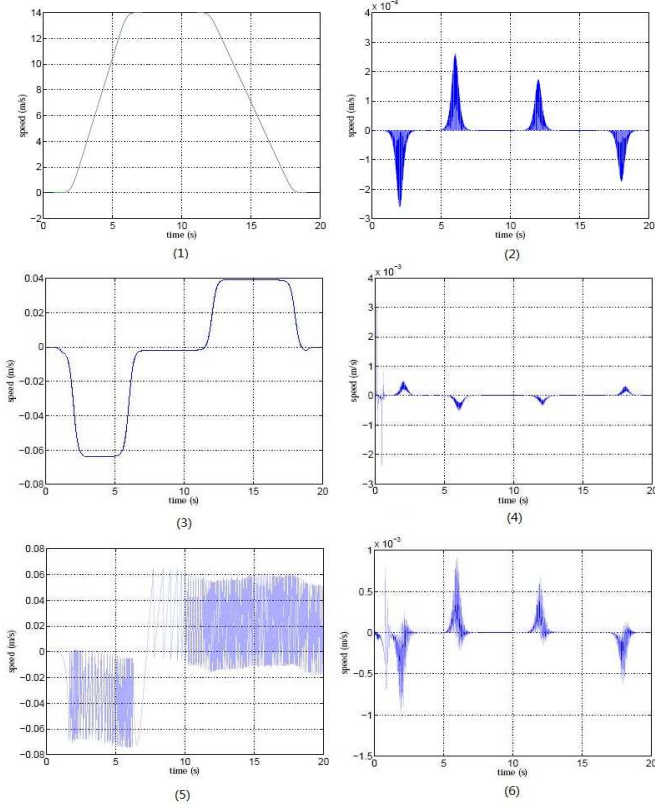 14
12
10
8
6
4
2
0
−2
speed (m/s)
0 5 10 15 20
time (s)
(1)
x 10⁻⁴
4
3
2
1
0
−1
−2
−3
speed (m/s)
0 5 10 15 20
time (s)
(2)
0.04
0.02
0
−0.02
−0.04
−0.06
−0.08
speed (m/s)
0 5 10 15 20
time (s)
(3)
x 10⁻³
4
3
2
1
0
−1
−2
−3
speed (m/s)
0 5 10 15 20
time (s)
(4)
0.08
0.06
0.04
0.02
0
−0.02
−0.04
−0.06
−0.08
speed (m/s)
0 5 10 15 20
time (s)
(5)
x 10⁻³
1
0.5
0
−0.5
−1
−1.5
speed (m/s)
0 5 10 15 20
time (s)
(6)